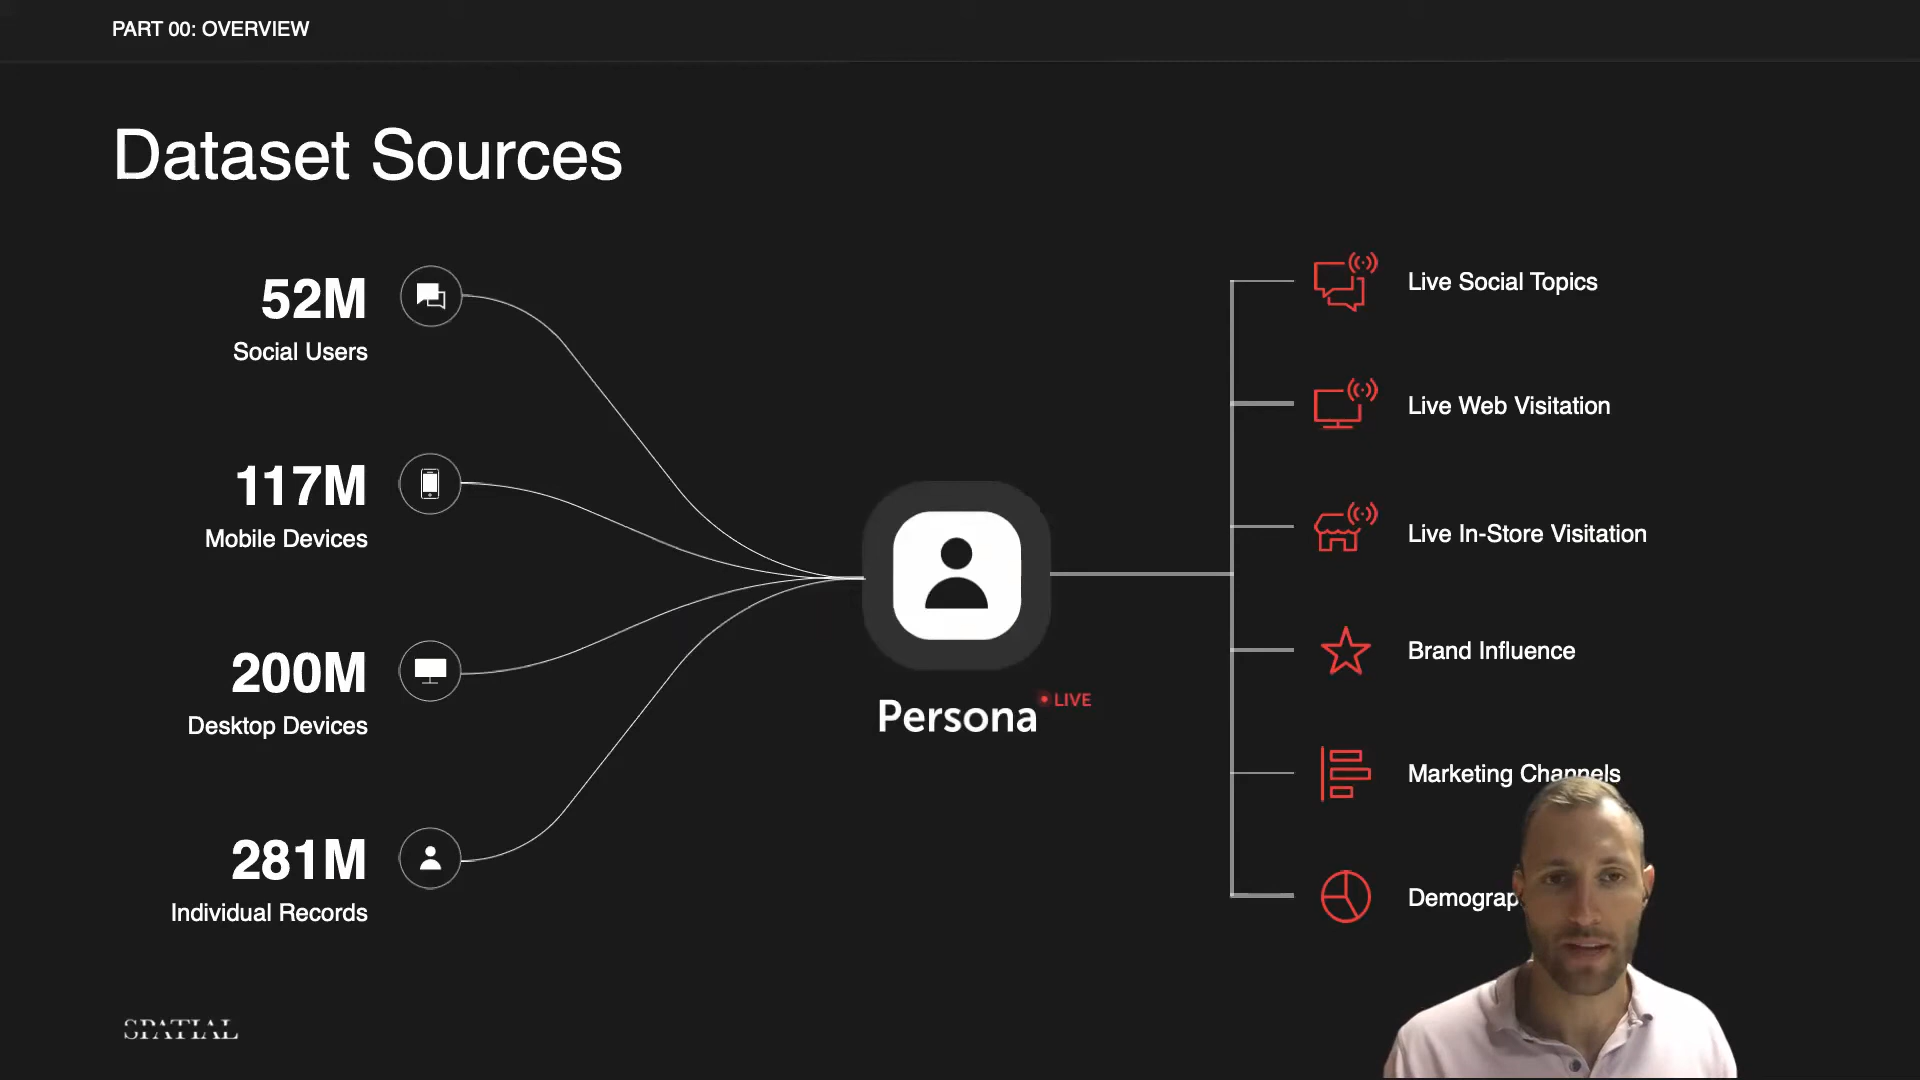 PART 00: OVERVIEW
Dataset Sources
52M
Social Users
117M
Mobile Devices
200M
Desktop Devices
281M
Individual Records
Persona
LIVE
Live Social Topics
Live Web Visitation
Live In-Store Visitation
Brand Influence
Marketing Channels
SPATIAL